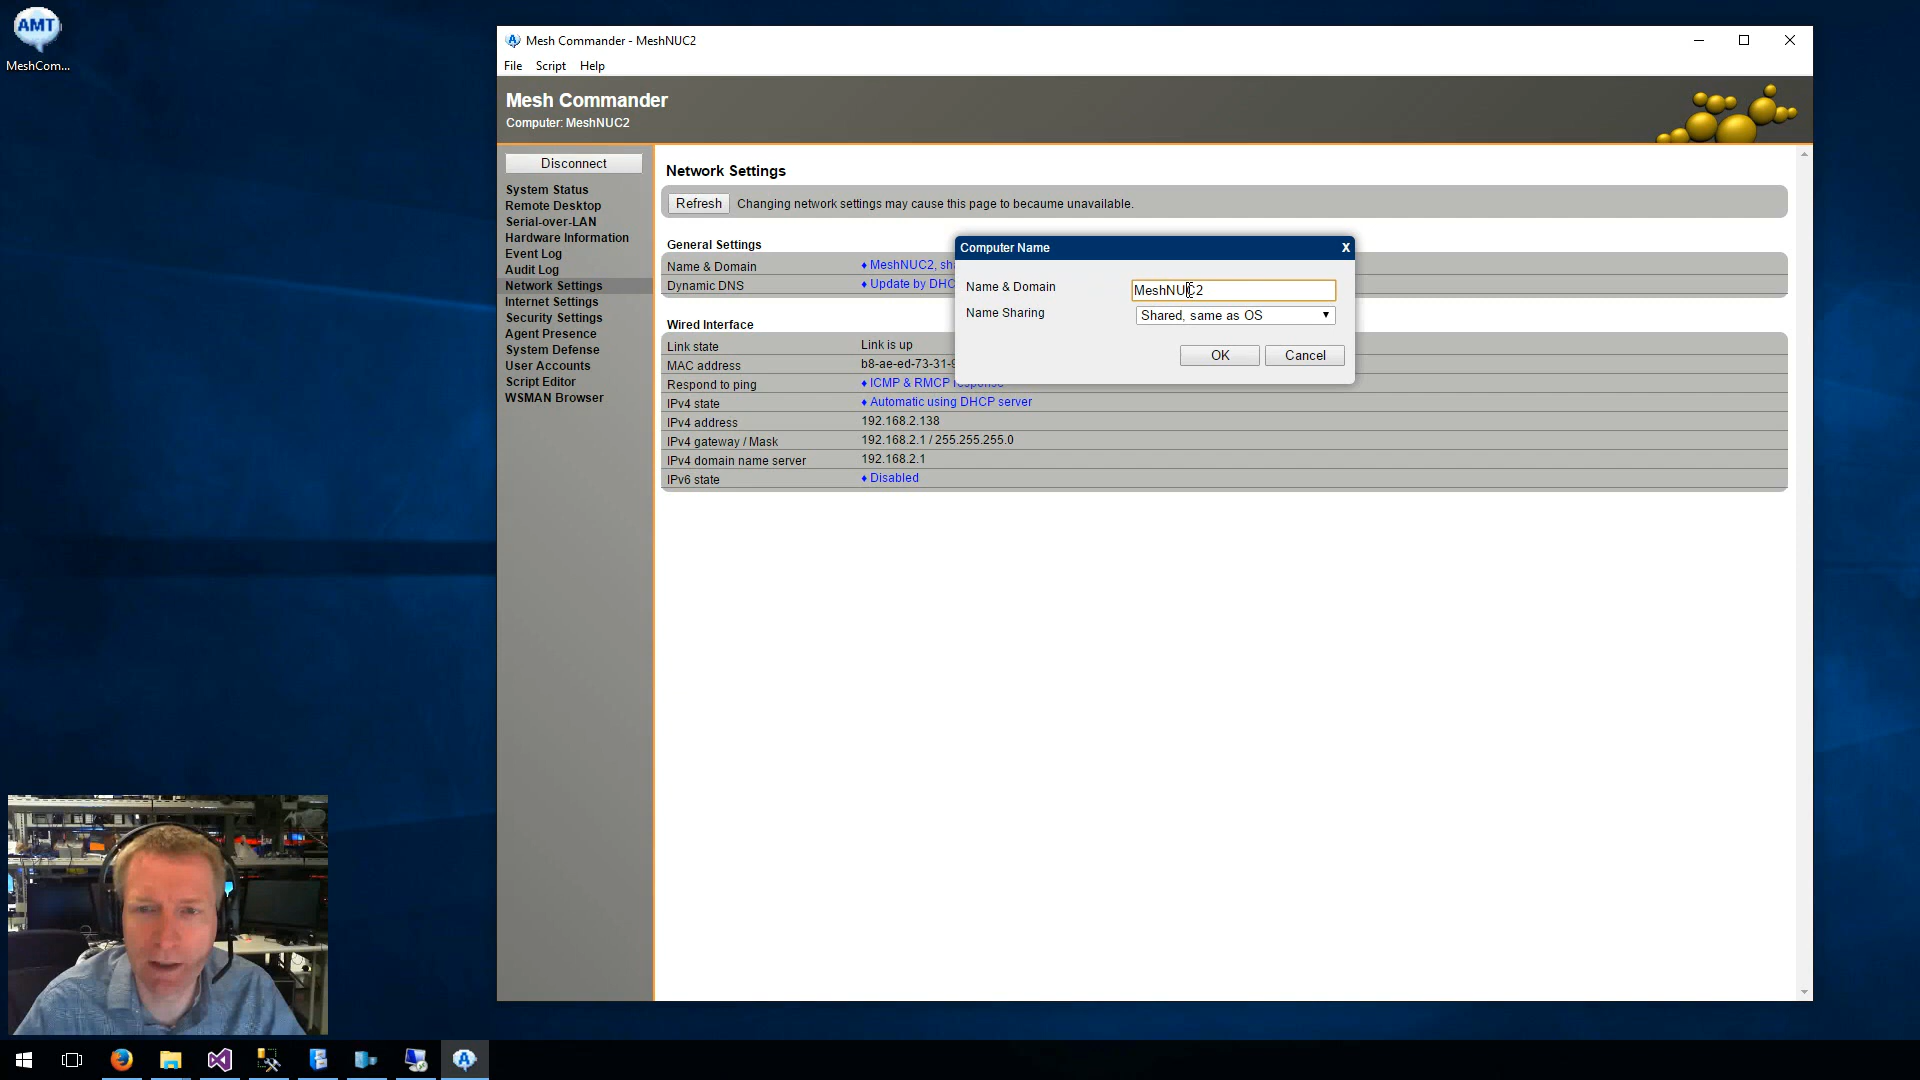 AMT
MeshCom...
Mesh Commander - MeshNUC2
File Script Help
Mesh Commander
Computer: MeshNUC2
Disconnect
System Status
Remote Desktop
Serial-over-LAN
Hardware Information
Event Log
Audit Log
Network Settings
Internet Settings
Security Settings
Agent Presence
System Defense
User Accounts
Script Editor
WSMAN Browser
Network Settings
Refresh Changing network settings may cause this page to becaume unavailable.
General Settings
Name & Domain ♦ MeshNUC2, sh
Dynamic DNS ♦ Update by DHC
Computer Name X
Name & Domain MeshNUC2
Name Sharing Shared, same as OS
OK Cancel
Wired Interface
Link state Link is up
MAC address b8-ae-ed-73-31-
Respond to ping ♦ ICMP & RMCP response
IPv4 state ♦ Automatic using DHCP server
IPv4 address 192.168.2.138
IPv4 gateway / Mask 192.168.2.1 / 255.255.255.0
IPv4 domain name server 192.168.2.1
IPv6 state ♦ Disabled